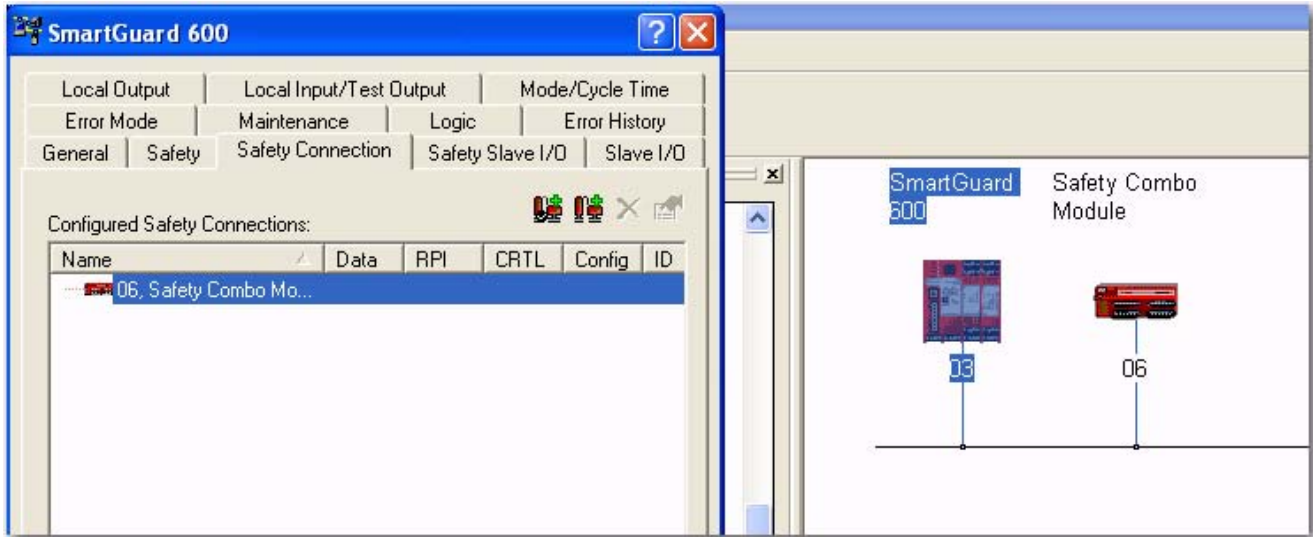 SmartGuard 600
Local Output Local Input/Test Output Mode/Cycle Time
Error Mode Maintenance Logic Error History
General Safety Safety Connection Safety Slave I/O Slave I/O
Configured Safety Connections:
Name Data RPI CRTL Config ID
06, Safety Combo Mo...
SmartGuard
600
03
Safety Combo
Module
06